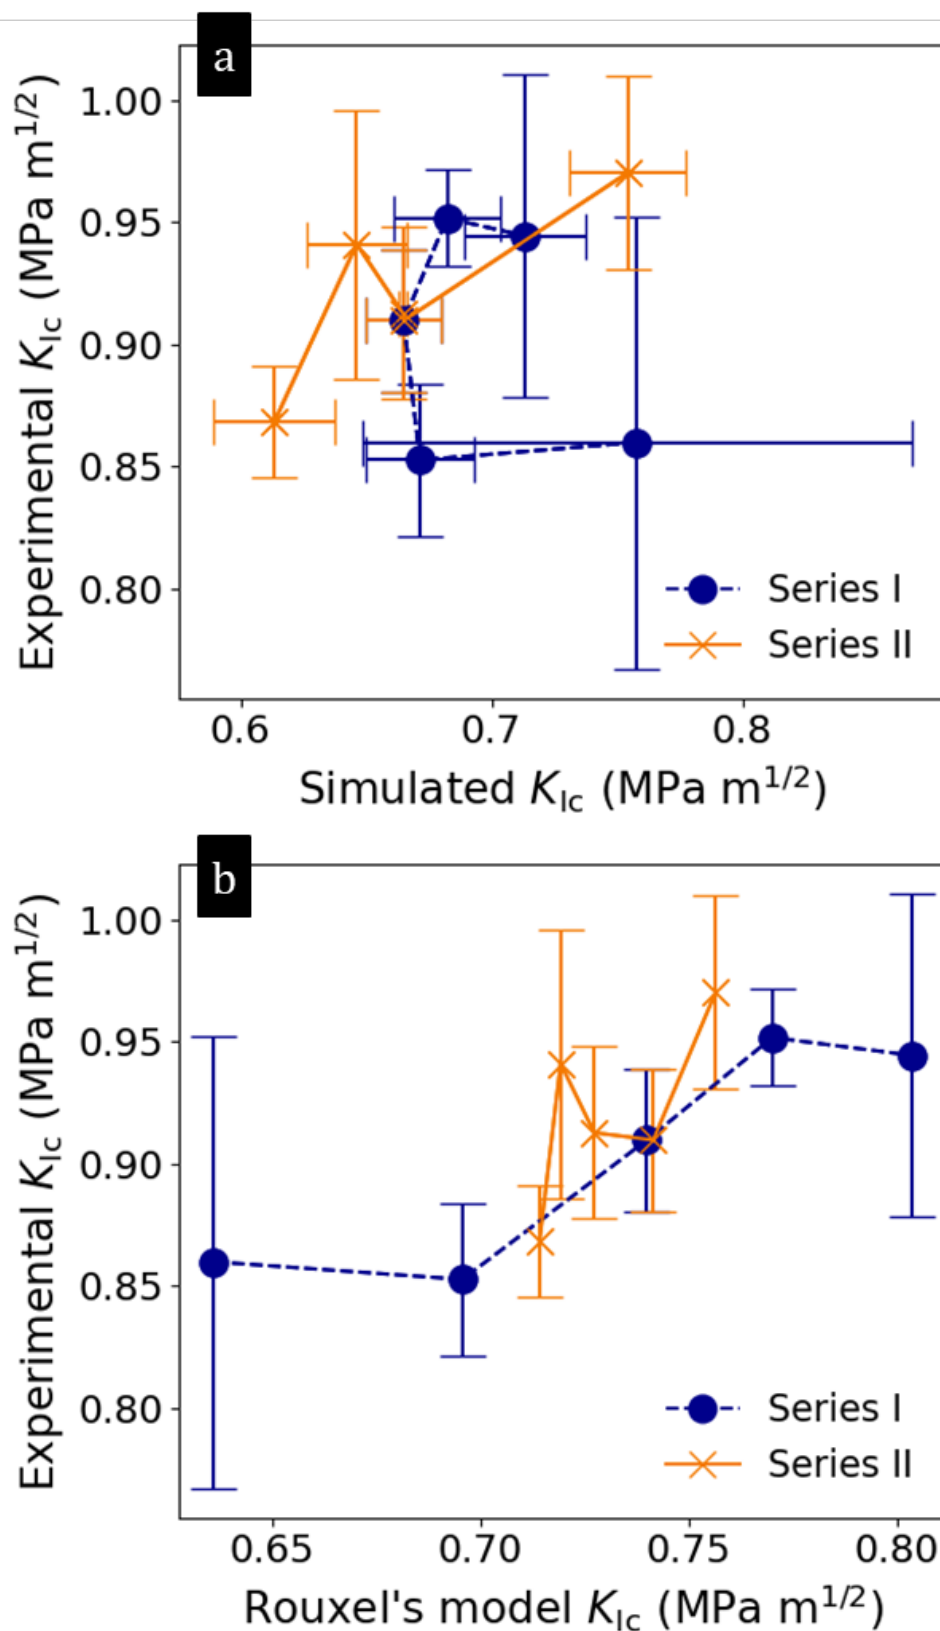 a
Experimental K_Ic (MPa m^1/2)
1.00
0.95
0.90
0.85
0.80
Series I
Series II
0.6 0.7 0.8
Simulated K_Ic (MPa m^1/2)
b
Experimental K_Ic (MPa m^1/2)
1.00
0.95
0.90
0.85
0.80
Series I
Series II
0.65 0.70 0.75 0.80
Rouxel's model K_Ic (MPa m^1/2)